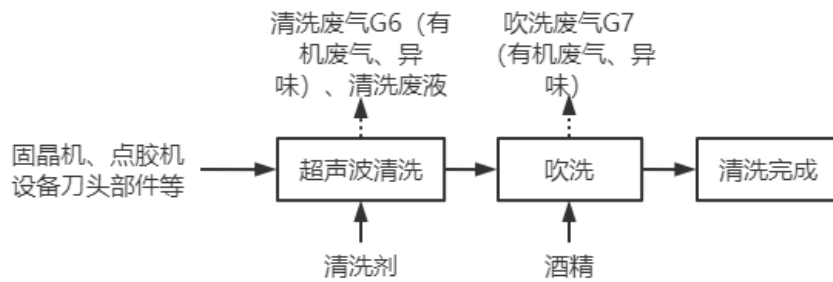 清洗废气G6（有
机废气、异
味）、清洗废液
吹洗废气G7
(有机废气、异
味）
固晶机、点胶机
设备刀头部件等
超声波清洗
吹洗
清洗完成
清洗剂
酒精